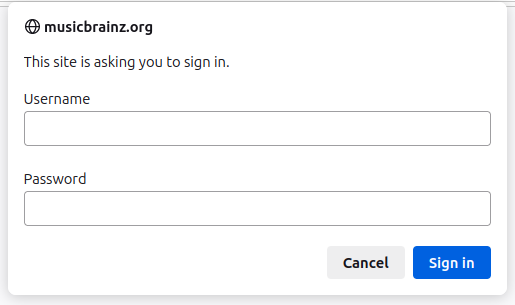 musicbrainz.org
This site is asking you to sign in.
Username
Password
Cancel Sign in